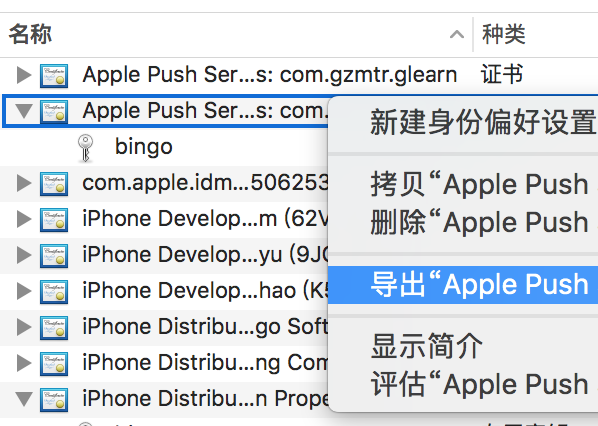 名称 种类
Apple Push Ser...s: com.gzmtr.glearn 证书
Apple Push Ser...s: com.
新建身份偏好设置
bingo
拷贝“Apple Push
com.apple.idm...506253
删除“Apple Push
iPhone Develop...m (62V
iPhone Develop...yu (9J
导出“Apple Push
iPhone Develop...hao (K5
iPhone Distribu...go Soft
显示简介
iPhone Distribu...ng Com
评估“Apple Push
iPhone Distribu...n Prope